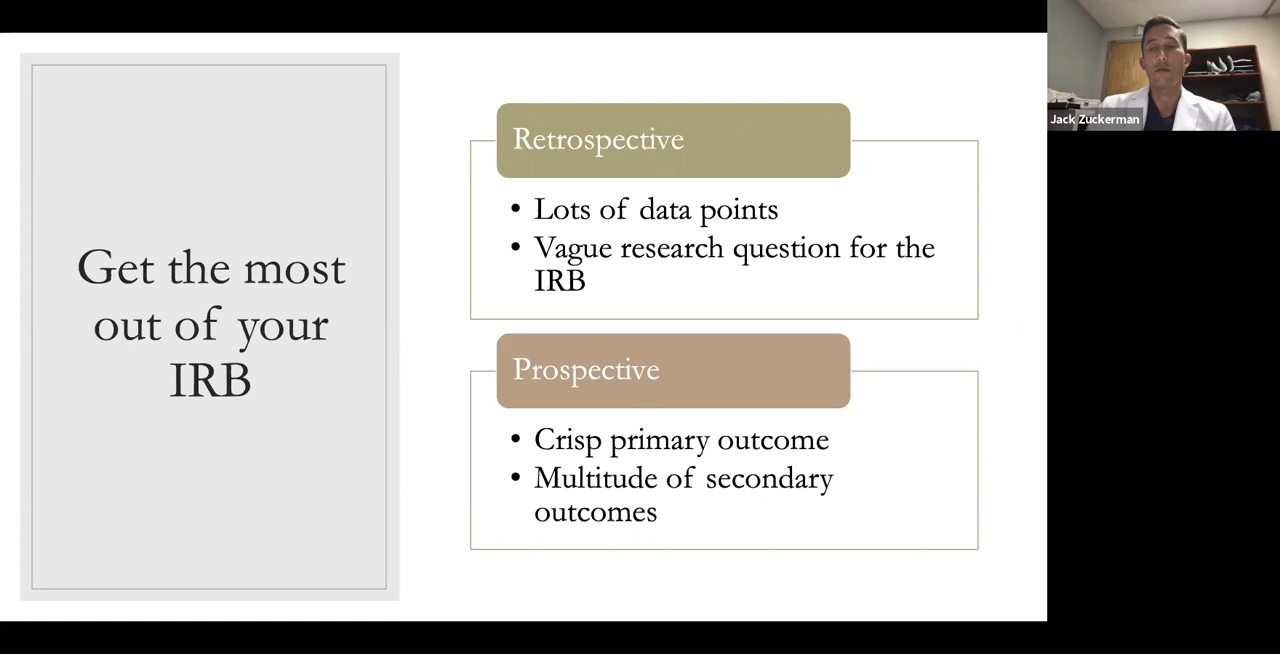 Get the most
out of your
IRB
Retrospective
• Lots of data points
• Vague research question for the
IRB
Prospective
• Crisp primary outcome
• Multitude of secondary
outcomes
Jack Zuckerman